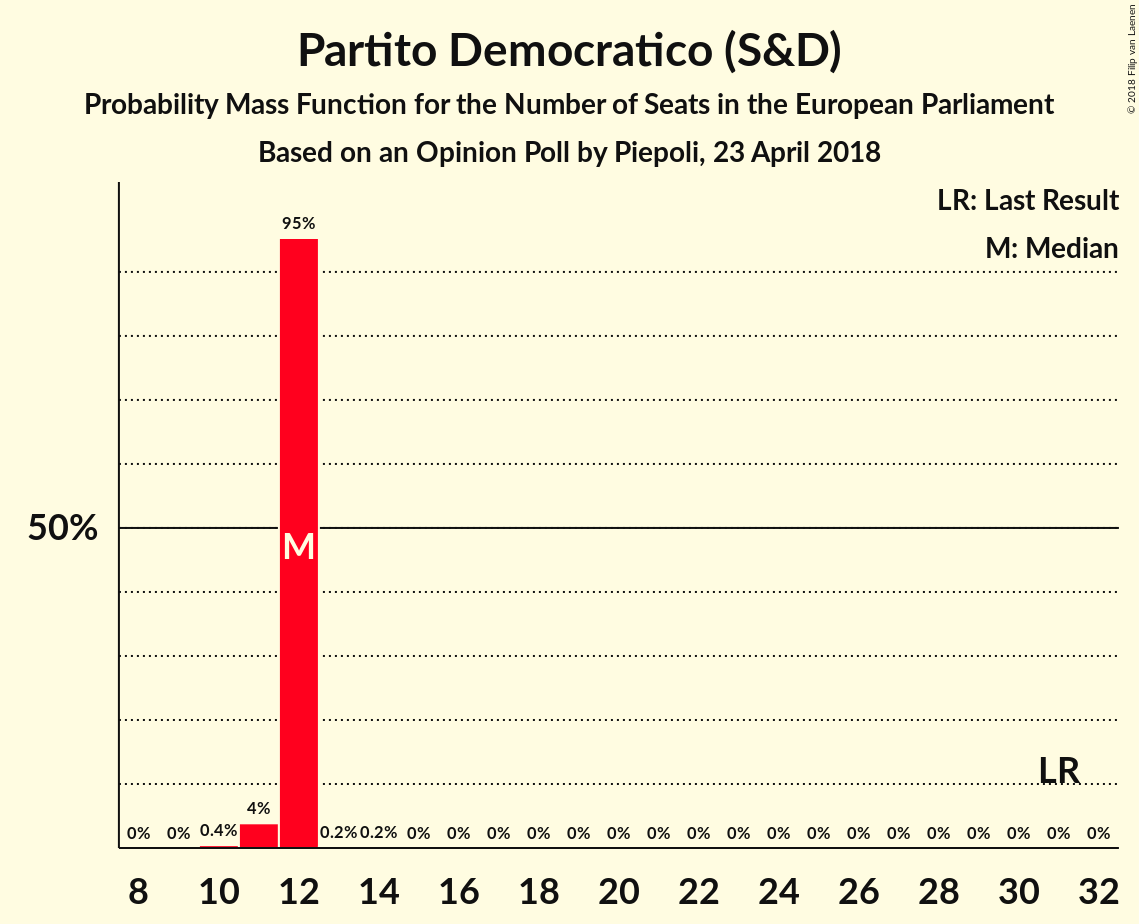 Partito Democratico (S&D)
Probability Mass Function for the Number of Seats in the European Parliament
Based on an Opinion Poll by Piepoli, 23 April 2018
© 2018 Filip van Laenen
LR: Last Result
M: Median
95%
50%
M
LR
0% 0% 0.4% 4% 0.2% 0.2% 0% 0% 0% 0% 0% 0% 0% 0% 0% 0% 0% 0% 0% 0% 0% 0% 0% 0%
8 10 12 14 16 18 20 22 24 26 28 30 32